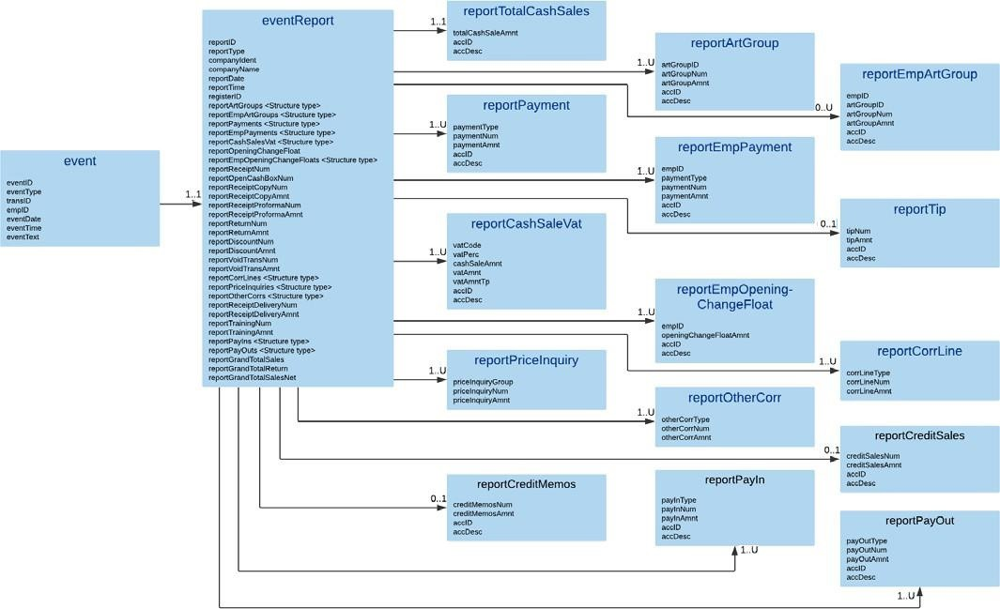 event
eventID
eventType
transID
empID
eventDate
eventTime
eventText
1..1
eventReport
reportID
reportType
companyIdent
companyName
reportDate
reportTime
registerID
reportArtGroups <Structure type>
reportEmpArtGroups <Structure type>
reportPayments <Structure type>
reportEmpPayments <Structure type>
reportCashSalesVat <Structure type>
reportOpeningChangeFloat
reportEmpOpeningChangeFloats <Structure type>
reportReceiptNum
reportOpenCashBoxNum
reportReceiptCopyNum
reportReceiptCopyAmnt
reportReceiptProformaNum
reportReceiptProformaAmnt
reportReturnNum
reportReturnAmnt
reportDiscountNum
reportDiscountAmnt
reportVoidTransNum
reportVoidTransAmnt
reportCorrLines <Structure type>
reportPriceInquiries <Structure type>
reportOtherCorrs <Structure type>
reportReceiptDeliveryNum
reportReceiptDeliveryAmnt
reportTrainingNum
reportTrainingAmnt
reportPayIns <Structure type>
reportPayOuts <Structure type>
reportGrandTotalSales
reportGrandTotalReturn
reportGrandTotalSalesNet
1..1
reportTotalCashSales
totalCashSaleAmnt
accID
accDesc
1..U
reportPayment
paymentType
paymentNum
paymentAmnt
accID
accDesc
1..U
reportCashSaleVat
vatCode
vatPerc
cashSaleAmnt
vatAmnt
vatAmntTp
accID
accDesc
1..U
reportPriceInquiry
priceInquiryGroup
priceInquiryNum
priceInquiryAmnt
0..1
reportCreditMemos
creditMemosNum
creditMemosAmnt
accID
accDesc
1..U
reportArtGroup
artGroupID
artGroupNum
artGroupAmnt
accID
accDesc
1..U
reportEmpPayment
empID
paymentType
paymentNum
paymentAmnt
accID
accDesc
1..U
reportEmpOpening-
ChangeFloat
empID
openingChangeFloatAmnt
accID
accDesc
1..U
reportOtherCorr
otherCorrType
otherCorrNum
otherCorrAmnt
reportPayIn
payInType
payInNum
payInAmnt
accID
accDesc
1..U
0..U
reportEmpArtGroup
empID
artGroupID
artGroupNum
artGroupAmnt
accID
accDesc
0..1
reportTip
tipNum
tipAmnt
accID
accDesc
1..U
reportCorrLine
corrLineType
corrLineNum
corrLineAmnt
0..1
reportCreditSales
creditSalesNum
creditSalesAmnt
accID
accDesc
reportPayOut
payOutType
payOutNum
payOutAmnt
accID
accDesc
1..U